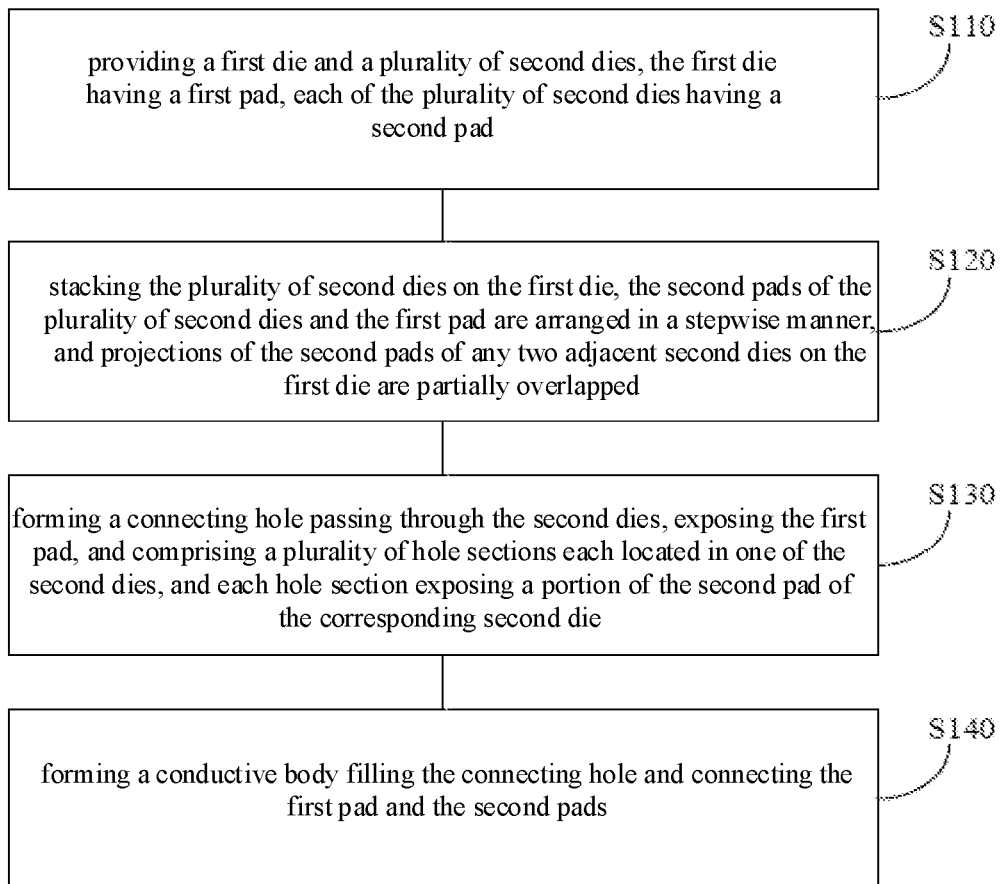 S110
providing a first die and a plurality of second dies, the first die
having a first pad, each of the plurality of second dies having a
second pad
S120
stacking the plurality of second dies on the first die, the second pads of the
plurality of second dies and the first pad are arranged in a stepwise manner,
and projections of the second pads of any two adjacent second dies on the
first die are partially overlapped
S130
forming a connecting hole passing through the second dies, exposing the first
pad, and comprising a plurality of hole sections each located in one of the
second dies, and each hole section exposing a portion of the second pad of
the corresponding second die
S140
forming a conductive body filling the connecting hole and connecting the
first pad and the second pads